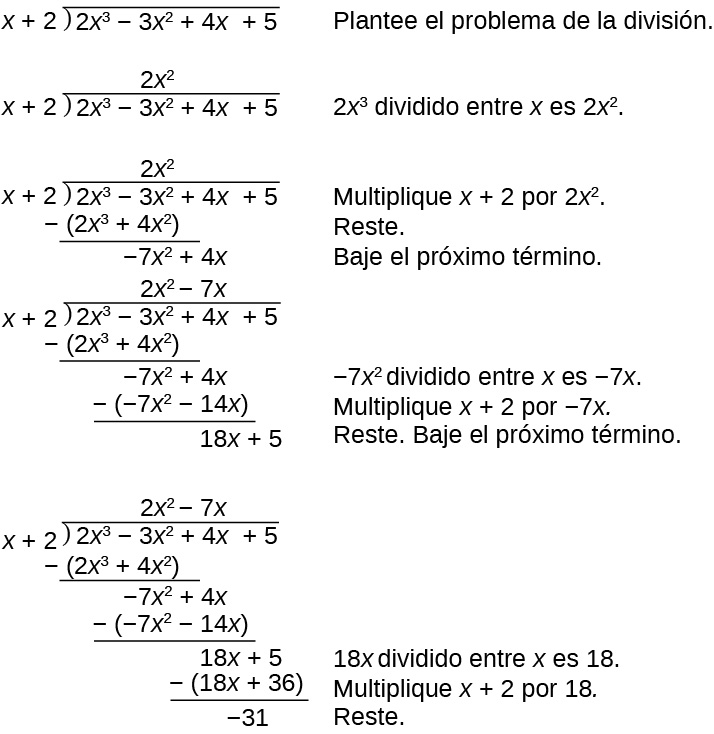 x + 2 ) 2x³ − 3x² + 4x + 5 Plantee el problema de la división.
2x²
x + 2 ) 2x³ − 3x² + 4x + 5 2x³ dividido entre x es 2x².
2x²
x + 2 ) 2x³ − 3x² + 4x + 5 Multiplique x + 2 por 2x².
− (2x³ + 4x²) Reste.
−7x² + 4x Baje el próximo término.
2x² − 7x
x + 2 ) 2x³ − 3x² + 4x + 5
− (2x³ + 4x²)
−7x² + 4x −7x² dividido entre x es −7x.
− (−7x² − 14x) Multiplique x + 2 por −7x.
18x + 5 Reste. Baje el próximo término.
2x² − 7x
x + 2 ) 2x³ − 3x² + 4x + 5
− (2x³ + 4x²)
−7x² + 4x
− (−7x² − 14x)
18x + 5 18x dividido entre x es 18.
− (18x + 36) Multiplique x + 2 por 18.
−31 Reste.